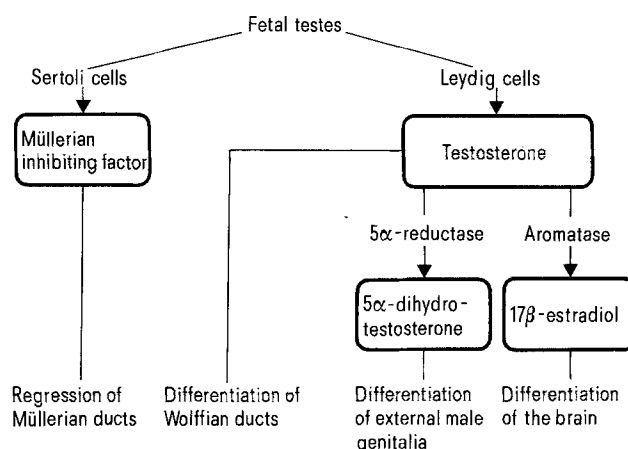 Fetal testes
Sertoli cells
Leydig cells
Müllerian
inhibiting factor
Testosterone
5α-reductase
Aromatase
5α-dihydro-
testosterone
17β-estradiol
Regression of
Müllerian ducts
Differentiation of
Wolffian ducts
Differentiation
of external male
genitalia
Differentiation
of the brain